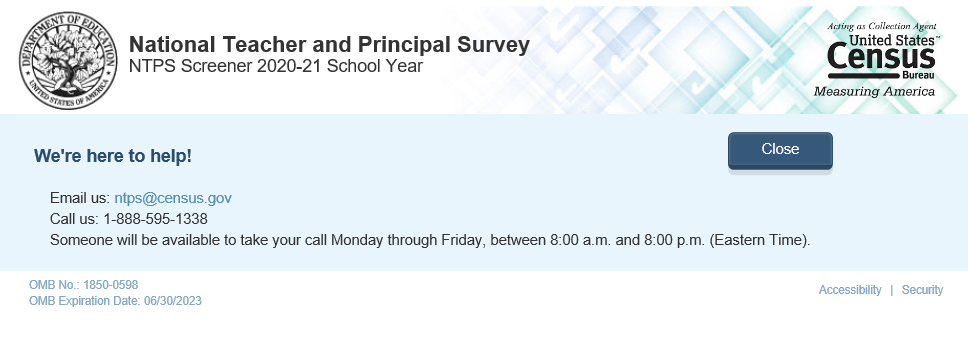 DEPARTMENT OF EDUCATION
UNITED STATES OF AMERICA
National Teacher and Principal Survey
NTPS Screener 2020-21 School Year
Acting as Collection Agent
United States™
Census
Bureau
Measuring America
We're here to help!
Close
Email us: ntps@census.gov
Call us: 1-888-595-1338
Someone will be available to take your call Monday through Friday, between 8:00 a.m. and 8:00 p.m. (Eastern Time).
OMB No.: 1850-0598
OMB Expiration Date: 06/30/2023
Accessibility | Security